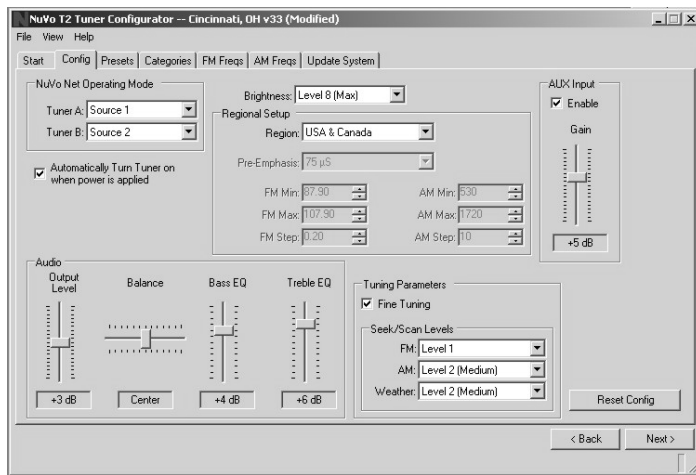 NuVo T2 Tuner Configurator -- Cincinnati, OH v33 (Modified)
File View Help
Start Config Presets Categories FM Freqs AM Freqs Update System
NuVo Net Operating Mode
Tuner A: Source 1
Tuner B: Source 2
Automatically Turn Tuner on
when power is applied
Brightness: Level 8 (Max)
Regional Setup
Region: USA & Canada
Pre-Emphasis: 75 µS
FM Min: 87.90 AM Min: 530
FM Max: 107.90 AM Max: 1720
FM Step: 0.20 AM Step: 10
AUX Input
Enable
Gain
+5 dB
Audio
Output
Level
Balance
Bass EQ
Treble EQ
+3 dB
Center
+4 dB
+6 dB
Tuning Parameters
Fine Tuning
Seek/Scan Levels
FM: Level 1
AM: Level 2 (Medium)
Weather: Level 2 (Medium)
Reset Config
< Back Next >